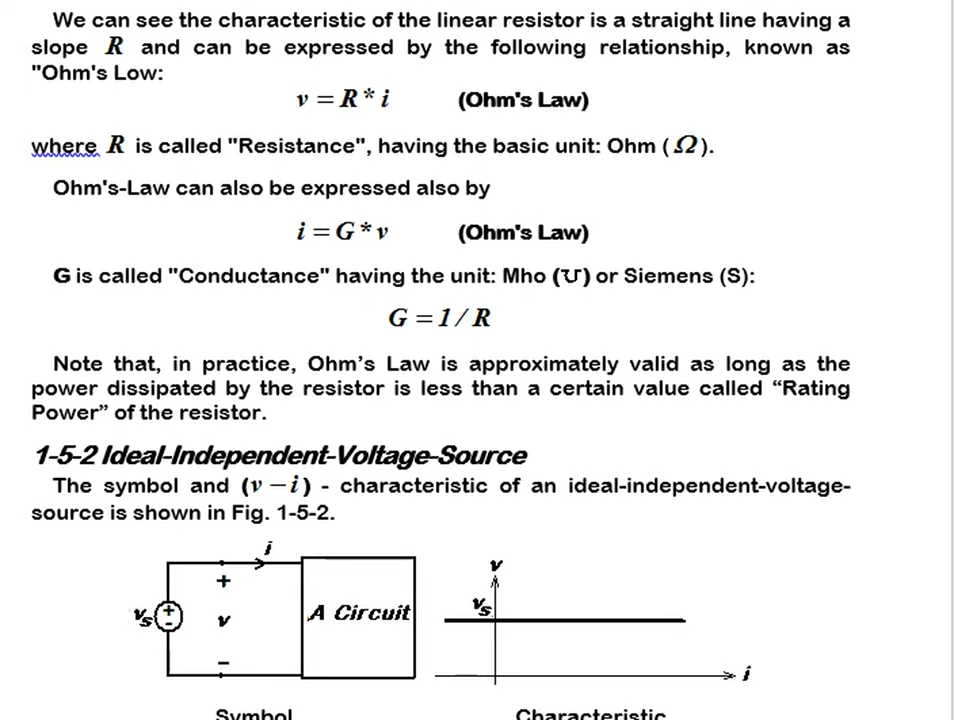 We can see the characteristic of the linear resistor is a straight line having a
slope R and can be expressed by the following relationship, known as
"Ohm's Low:
v = R * i (Ohm's Law)
where R is called "Resistance", having the basic unit: Ohm ( Ω ).
Ohm's-Law can also be expressed also by
i = G * v (Ohm's Law)
G is called "Conductance" having the unit: Mho (℧) or Siemens (S):
G = 1 / R
Note that, in practice, Ohm’s Law is approximately valid as long as the
power dissipated by the resistor is less than a certain value called “Rating
Power” of the resistor.
1-5-2 Ideal-Independent-Voltage-Source
The symbol and (v − i) - characteristic of an ideal-independent-voltage-
source is shown in Fig. 1-5-2.
i
+
vs + -
v
−
A Circuit
v
vs
i
Symbol Characteristic